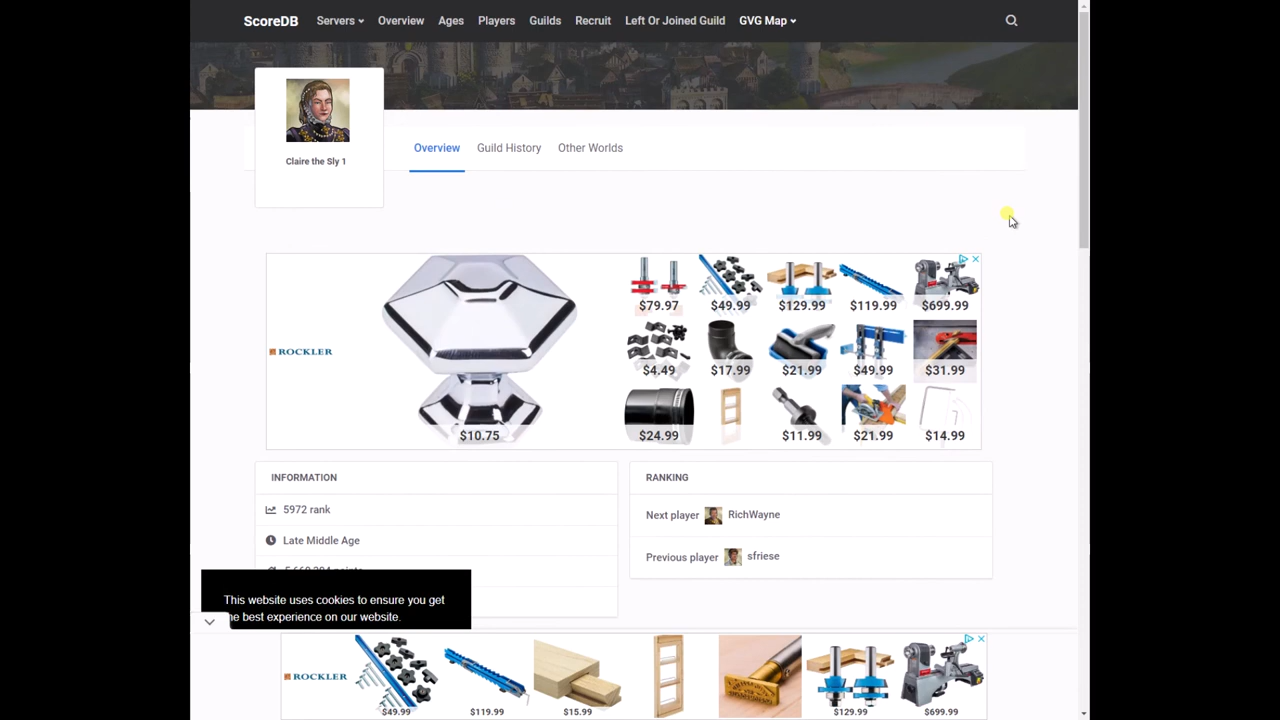 ScoreDB Servers Overview Ages Players Guilds Recruit Left Or Joined Guild GVG Map
Claire the Sly 1
Overview Guild History Other Worlds
ROCKLER
$10.75
$79.97 $49.99 $129.99 $119.99 $699.99
$4.49 $17.99 $21.99 $49.99 $31.99
$24.99 $11.99 $21.99 $14.99
INFORMATION
5972 rank
Late Middle Age
RANKING
Next player RichWayne
Previous player sfriese
This website uses cookies to ensure you get
the best experience on our website.
ROCKLER
$49.99 $119.99 $15.99 $129.99 $699.99